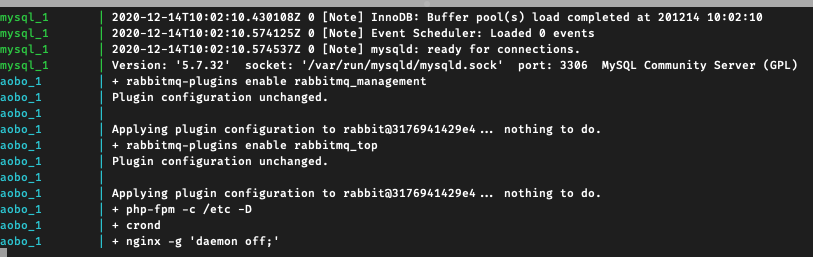 mysql_1 | 2020-12-14T10:02:10.430108Z 0 [Note] InnoDB: Buffer pool(s) load completed at 201214 10:02:10
mysql_1 | 2020-12-14T10:02:10.574125Z 0 [Note] Event Scheduler: Loaded 0 events
mysql_1 | 2020-12-14T10:02:10.574537Z 0 [Note] mysqld: ready for connections.
mysql_1 | Version: '5.7.32'  socket: '/var/run/mysqld/mysqld.sock'  port: 3306  MySQL Community Server (GPL)
aobo_1 | + rabbitmq-plugins enable rabbitmq_management
aobo_1 | Plugin configuration unchanged.
aobo_1 |
aobo_1 | Applying plugin configuration to rabbit@3176941429e4... nothing to do.
aobo_1 | + rabbitmq-plugins enable rabbitmq_top
aobo_1 | Plugin configuration unchanged.
aobo_1 |
aobo_1 | Applying plugin configuration to rabbit@3176941429e4... nothing to do.
aobo_1 | + php-fpm -c /etc -D
aobo_1 | + crond
aobo_1 | + nginx -g 'daemon off;'